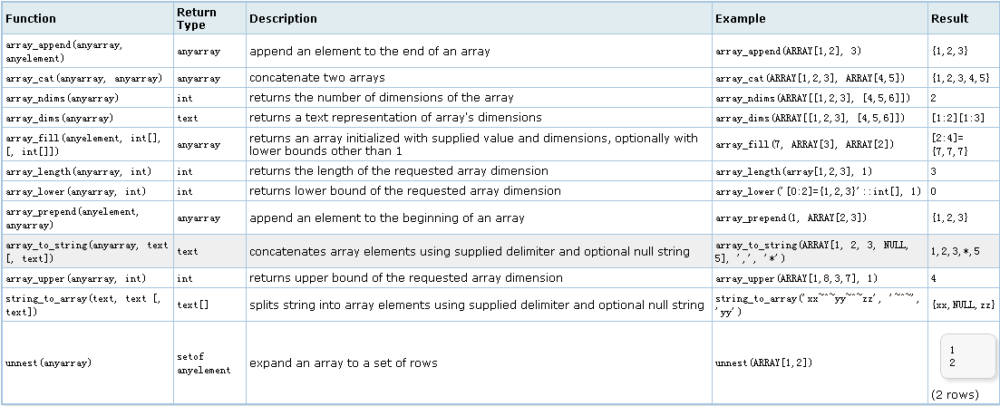 Function Return Type Description Example Result
array_append(anyarray, anyelement) anyarray append an element to the end of an array array_append(ARRAY[1,2], 3) {1,2,3}
array_cat(anyarray, anyarray) anyarray concatenate two arrays array_cat(ARRAY[1,2,3], ARRAY[4,5]) {1,2,3,4,5}
array_ndims(anyarray) int returns the number of dimensions of the array array_ndims(ARRAY[[1,2,3], [4,5,6]]) 2
array_dims(anyarray) text returns a text representation of array's dimensions array_dims(ARRAY[[1,2,3], [4,5,6]]) [1:2][1:3]
array_fill(anyelement, int[], [, int[]]) anyarray returns an array initialized with supplied value and dimensions, optionally with lower bounds other than 1 array_fill(7, ARRAY[3], ARRAY[2]) [2:4]={7,7,7}
array_length(anyarray, int) int returns the length of the requested array dimension array_length(array[1,2,3], 1) 3
array_lower(anyarray, int) int returns lower bound of the requested array dimension array_lower('[0:2]={1,2,3}'::int[], 1) 0
array_prepend(anyelement, anyarray) anyarray append an element to the beginning of an array array_prepend(1, ARRAY[2,3]) {1,2,3}
array_to_string(anyarray, text [, text]) text concatenates array elements using supplied delimiter and optional null string array_to_string(ARRAY[1, 2, 3, NULL, 5], ',', '*') 1,2,3,*,5
array_upper(anyarray, int) int returns upper bound of the requested array dimension array_upper(ARRAY[1,8,3,7], 1) 4
string_to_array(text, text [, text]) text[] splits string into array elements using supplied delimiter and optional null string string_to_array('xx~^~yy~^~zz', '~^~', 'yy') {xx,NULL,zz}
unnest(anyarray) setof anyelement expand an array to a set of rows unnest(ARRAY[1,2]) 1
2
(2 rows)